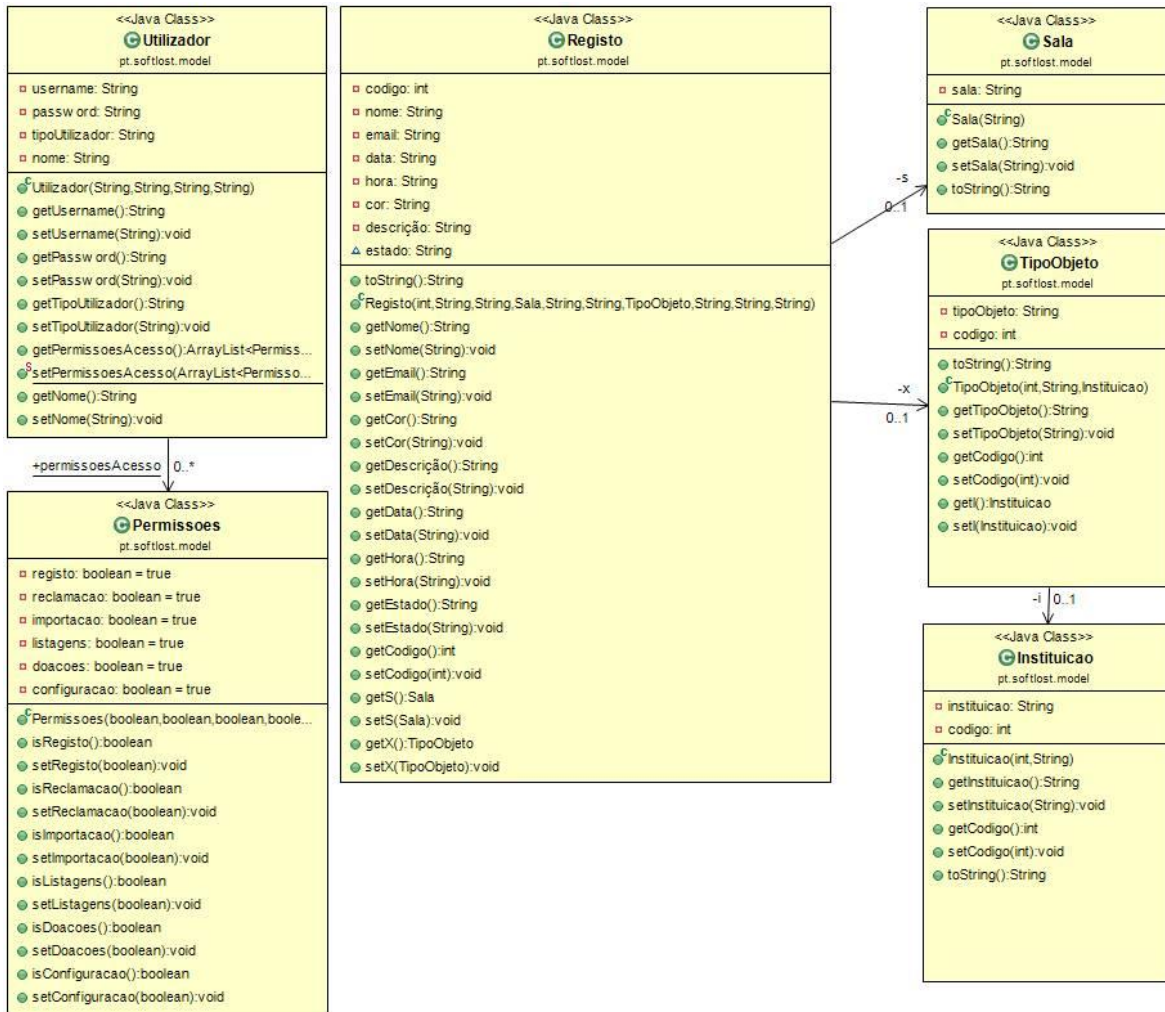 <<Java Class>>
Utilizador
pt.softlost.model
username: String
passw ord: String
tipoUtilizador: String
nome: String
Utilizador(String,String,String,String)
getUsername():String
setUsername(String):void
getPassw ord():String
setPassw ord(String):void
getTipoUtilizador():String
setTipoUtilizador(String):void
getPermissoesAcesso():ArrayList<Permiss...
setPermissoesAcesso(ArrayList<Permisso...
getNome():String
setNome(String):void
+permissoesAcesso 0..*
<<Java Class>>
Permissoes
pt.softlost.model
registo: boolean = true
reclamacao: boolean = true
importacao: boolean = true
listagens: boolean = true
doacoes: boolean = true
configuracao: boolean = true
Permissoes(boolean,boolean,boolean,boole...
isRegisto():boolean
setRegisto(boolean):void
isReclamacao():boolean
setReclamacao(boolean):void
isImportacao():boolean
setImportacao(boolean):void
isListagens():boolean
setListagens(boolean):void
isDoacoes():boolean
setDoacoes(boolean):void
isConfiguracao():boolean
setConfiguracao(boolean):void
<<Java Class>>
Registo
pt.softlost.model
codigo: int
nome: String
email: String
data: String
hora: String
cor: String
descrição: String
estado: String
toString():String
Registo(int,String,String,Sala,String,String,TipoObjeto,String,String,String)
getNome():String
setNome(String):void
getEmail():String
setEmail(String):void
getCor():String
setCor(String):void
getDescrição():String
setDescrição(String):void
getData():String
setData(String):void
getHora():String
setHora(String):void
getEstado():String
setEstado(String):void
getCodigo():int
setCodigo(int):void
getS():Sala
setS(Sala):void
getX():TipoObjeto
setX(TipoObjeto):void
-s
0..1
-x
0..1
<<Java Class>>
Sala
pt.softlost.model
sala: String
Sala(String)
getSala():String
setSala(String):void
toString():String
<<Java Class>>
TipoObjeto
pt.softlost.model
tipoObjeto: String
codigo: int
toString():String
TipoObjeto(int,String,Instituicao)
getTipoObjeto():String
setTipoObjeto(String):void
getCodigo():int
setCodigo(int):void
getI():Instituicao
setI(Instituicao):void
-i 0..1
<<Java Class>>
Instituicao
pt.softlost.model
instituicao: String
codigo: int
Instituicao(int,String)
getInstituicao():String
setInstituicao(String):void
getCodigo():int
setCodigo(int):void
toString():String